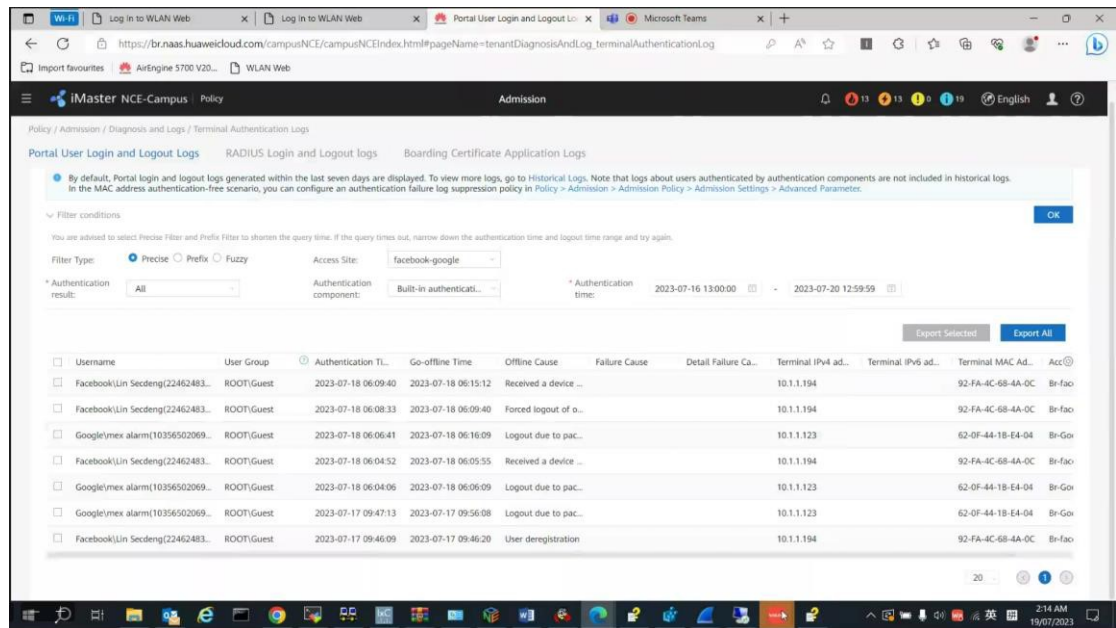 Wi-Fi
Log In to WLAN Web
Log In to WLAN Web
Portal User Login and Logout Lo
Microsoft Teams
https://br.naas.huaweicloud.com/campusNCE/campusNCEIndex.html#pageName=tenantDiagnosisAndLog_terminalAuthenticationLog
Import favourites AirEngine 5700 V20... WLAN Web
iMaster NCE-Campus Policy Admission 13 13 0 19 English
Policy / Admission / Diagnosis and Logs / Terminal Authentication Logs
Portal User Login and Logout Logs RADIUS Login and Logout logs Boarding Certificate Application Logs
By default, Portal login and logout logs generated within the last seven days are displayed. To view more logs, go to Historical Logs. Note that logs about users authenticated by authentication components are not included in historical logs.
In the MAC address authentication-free scenario, you can configure an authentication failure log suppression policy in Policy > Admission > Admission Policy > Admission Settings > Advanced Parameter.
Filter conditions OK
You are advised to select Precise Filter and Prefix Filter to shorten the query time. If the query times out, narrow down the authentication time and logout time range and try again.
Filter Type: Precise Prefix Fuzzy Access Site: facebook-google
* Authentication result: All Authentication component: Built-in authenticati... * Authentication time: 2023-07-16 13:00:00 - 2023-07-20 12:59:59
Export Selected Export All
Username User Group Authentication Ti... Go-offline Time Offline Cause Failure Cause Detail Failure Ca... Terminal IPv4 ad... Terminal IPv6 ad... Terminal MAC Ad... Acc
Facebook\Lin Secdeng(22462483... ROOT\Guest 2023-07-18 06:09:40 2023-07-18 06:15:12 Received a device ... 10.1.1.194 92-FA-4C-68-4A-0C Br-fac
Facebook\Lin Secdeng(22462483... ROOT\Guest 2023-07-18 06:08:33 2023-07-18 06:09:40 Forced logout of o... 10.1.1.194 92-FA-4C-68-4A-0C Br-fac
Google\mex alarm(10356502069... ROOT\Guest 2023-07-18 06:06:41 2023-07-18 06:16:09 Logout due to pac... 10.1.1.123 62-0F-44-1B-E4-04 Br-Go
Facebook\Lin Secdeng(22462483... ROOT\Guest 2023-07-18 06:04:52 2023-07-18 06:05:55 Received a device ... 10.1.1.194 92-FA-4C-68-4A-0C Br-fac
Google\mex alarm(10356502069... ROOT\Guest 2023-07-18 06:04:06 2023-07-18 06:06:09 Logout due to pac... 10.1.1.123 62-0F-44-1B-E4-04 Br-Go
Google\mex alarm(10356502069... ROOT\Guest 2023-07-17 09:47:13 2023-07-17 09:56:08 Logout due to pac... 10.1.1.123 62-0F-44-1B-E4-04 Br-Go
Facebook\Lin Secdeng(22462483... ROOT\Guest 2023-07-17 09:46:09 2023-07-17 09:46:20 User deregistration 10.1.1.194 92-FA-4C-68-4A-0C Br-fac
20 1
英 2:14 AM
19/07/2023